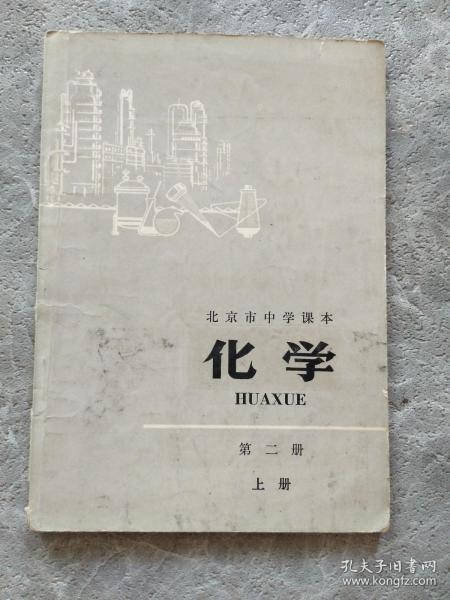 北京市中学课本
化学
HUAXUE
第二册
上册
孔夫子旧书网
www.kongfz.com